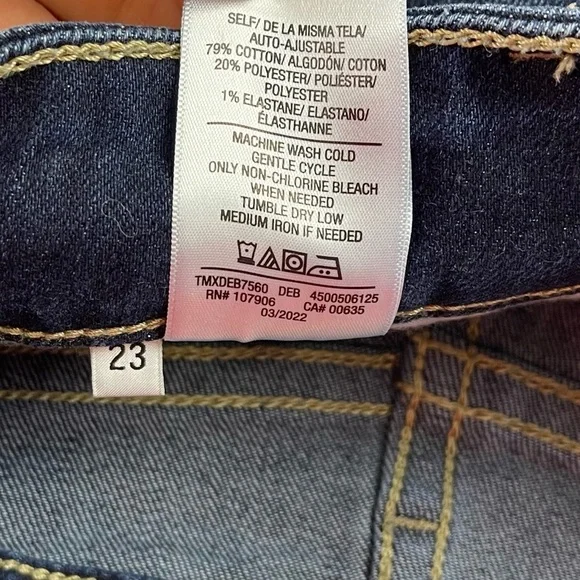 SELF/ DE LA MISMA TELA/
AUTO-AJUSTABLE
79% COTTON/ ALGODÓN/ COTON
20% POLYESTER/ POLIÉSTER/
POLYESTER
1% ELASTANE/ ELASTANO/
ÉLASTHANNE
MACHINE WASH COLD
GENTLE CYCLE
ONLY NON-CHLORINE BLEACH
WHEN NEEDED
TUMBLE DRY LOW
MEDIUM IRON IF NEEDED
TMXDEB7560 DEB 4500506125
RN# 107906 CA# 00635
03/2022
23